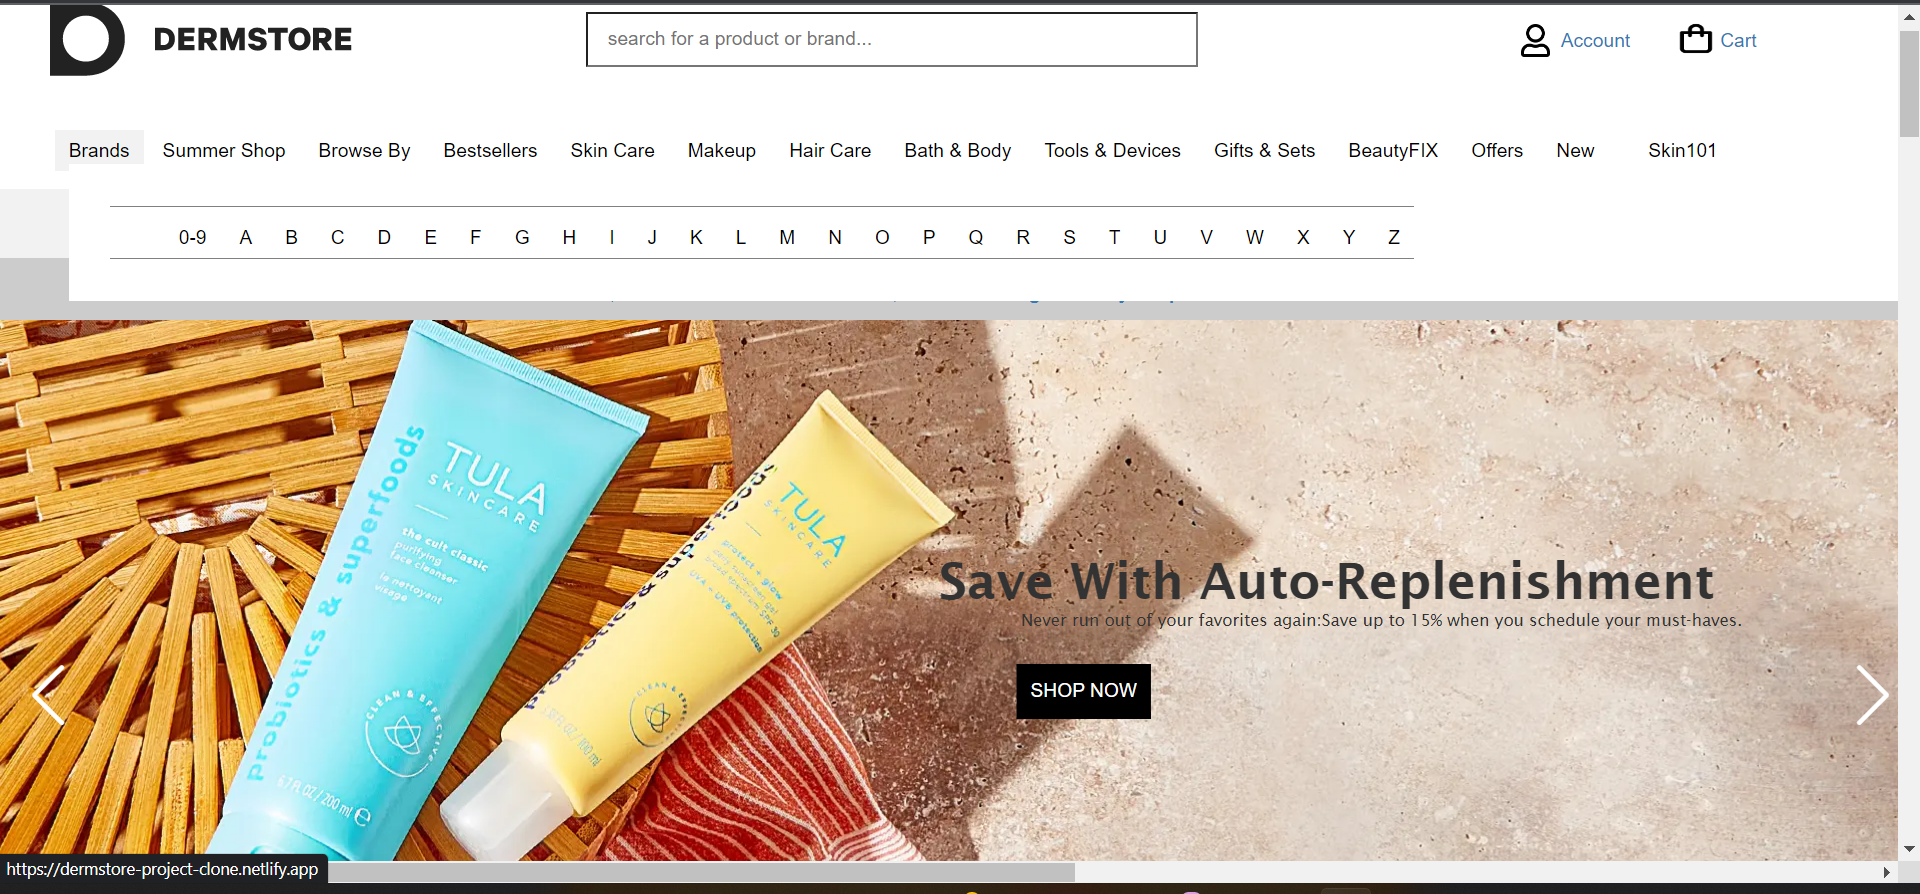 DERMSTORE
search for a product or brand...
Account
Cart
Brands Summer Shop Browse By Bestsellers Skin Care Makeup Hair Care Bath & Body Tools & Devices Gifts & Sets BeautyFIX Offers New Skin101
0-9 A B C D E F G H I J K L M N O P Q R S T U V W X Y Z
probiotics & superfoods
TULA
SKINCARE
the cult classic
purifying
face cleanser
la nettoyant
visage
CLEAN & EFFECTIVE
6.7 FL OZ / 200 ml e
TULA
SKINCARE
protect + glow
daily sunscreen gel
broad spectrum SPF 30
UVA + UVB protection
Save With Auto-Replenishment
Never run out of your favorites again:Save up to 15% when you schedule your must-haves.
SHOP NOW
https://dermstore-project-clone.netlify.app